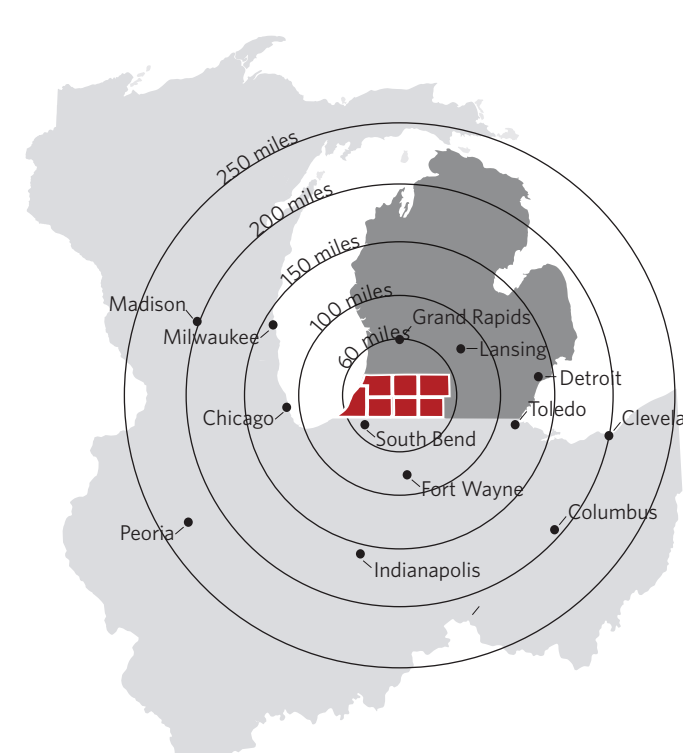 250 miles
200 miles
150 miles
100 miles
60 miles
Madison
Milwaukee
Grand Rapids
Lansing
Detroit
Chicago
Toledo
Clevela
South Bend
Fort Wayne
Columbus
Peoria
Indianapolis